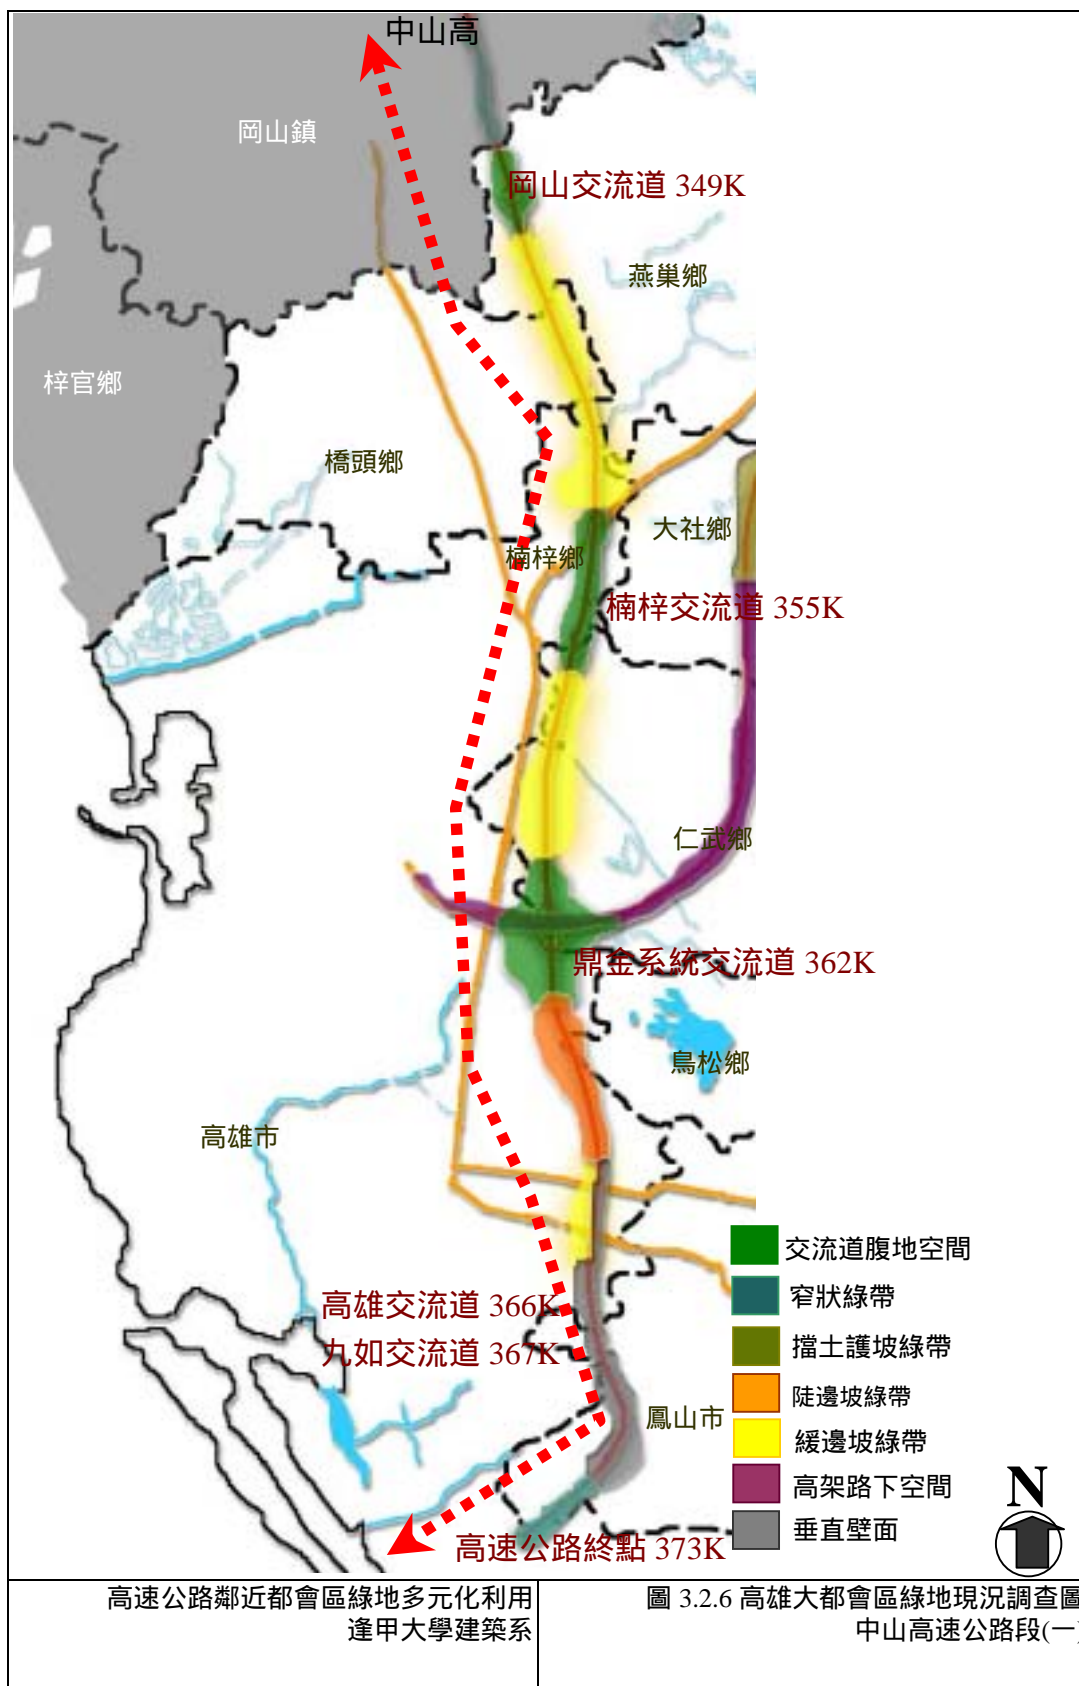 中山高
岡山鎮
岡山交流道 349K
燕巢鄉
梓官鄉
橋頭鄉
大社鄉
楠梓鄉
楠梓交流道 355K
仁武鄉
鼎金系統交流道 362K
鳥松鄉
高雄市
交流道腹地空間
窄狀綠帶
高雄交流道 366K
擋土護坡綠帶
九如交流道 367K
陡邊坡綠帶
鳳山市
緩邊坡綠帶
高架路下空間
N
垂直壁面
高速公路終點 373K
高速公路鄰近都會區綠地多元化利用
逢甲大學建築系
圖 3.2.6 高雄大都會區綠地現況調查圖
中山高速公路段(一)